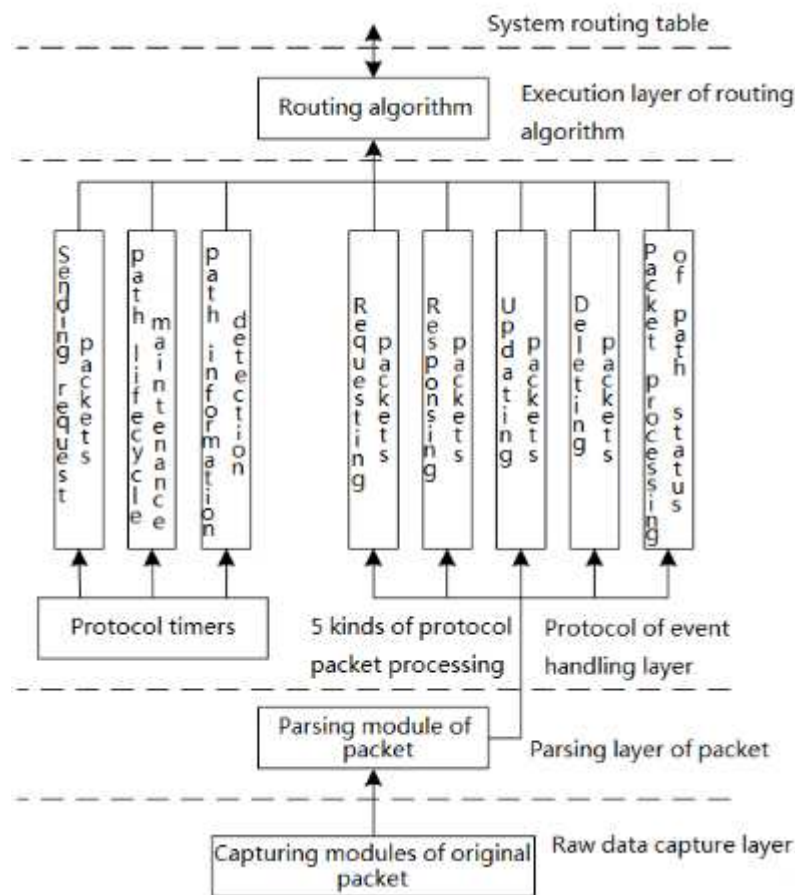 System routing table
Routing algorithm
Execution layer of routing
algorithm
Sending request
packets
path lifecycle
maintenance
path information
detection
Requesting
packets
Responsing
packets
Updating
packets
Deleting
packets
packet processing
of path status
Protocol timers
5 kinds of protocol
packet processing
Protocol of event
handling layer
Parsing module of
packet
Parsing layer of packet
Capturing modules of original
packet
Raw data capture layer